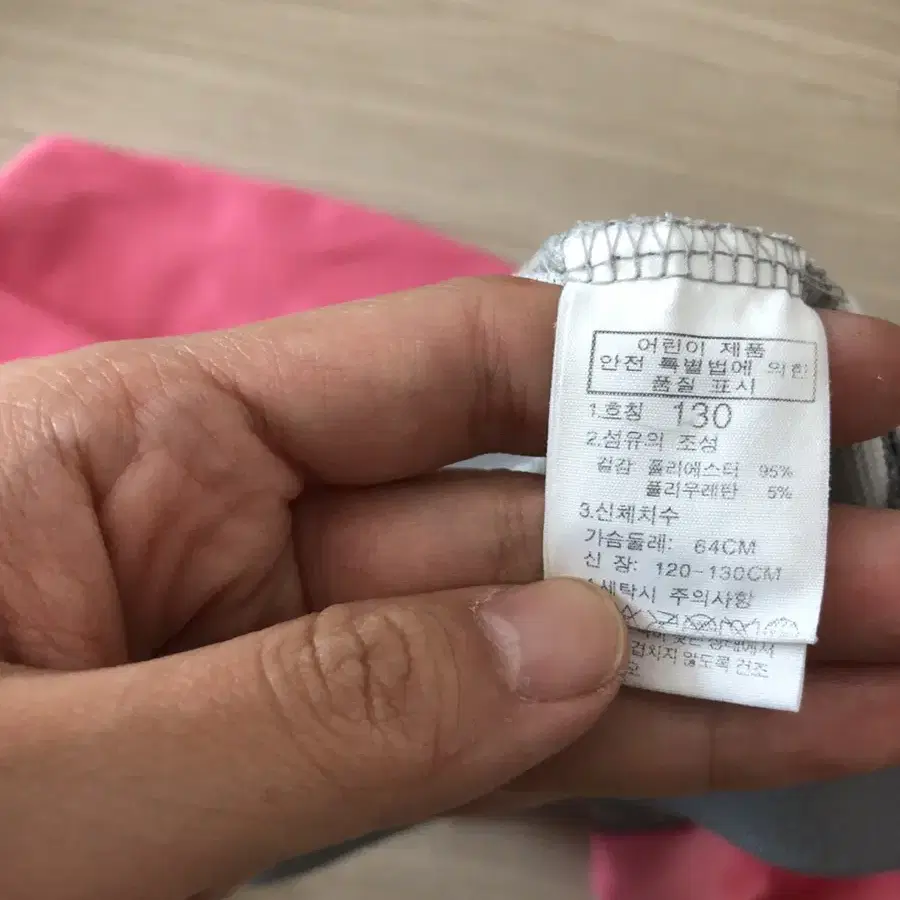 어린이 제품
안전 특별법에 의한
품질 표시
1.호칭 130
2.섬유의 조성
겉감 폴리에스터 95%
폴리우레탄 5%
3.신체치수
가슴둘레: 64CM
신 장: 120-130CM
세탁시 주의사항
겹치지 않도록 건조